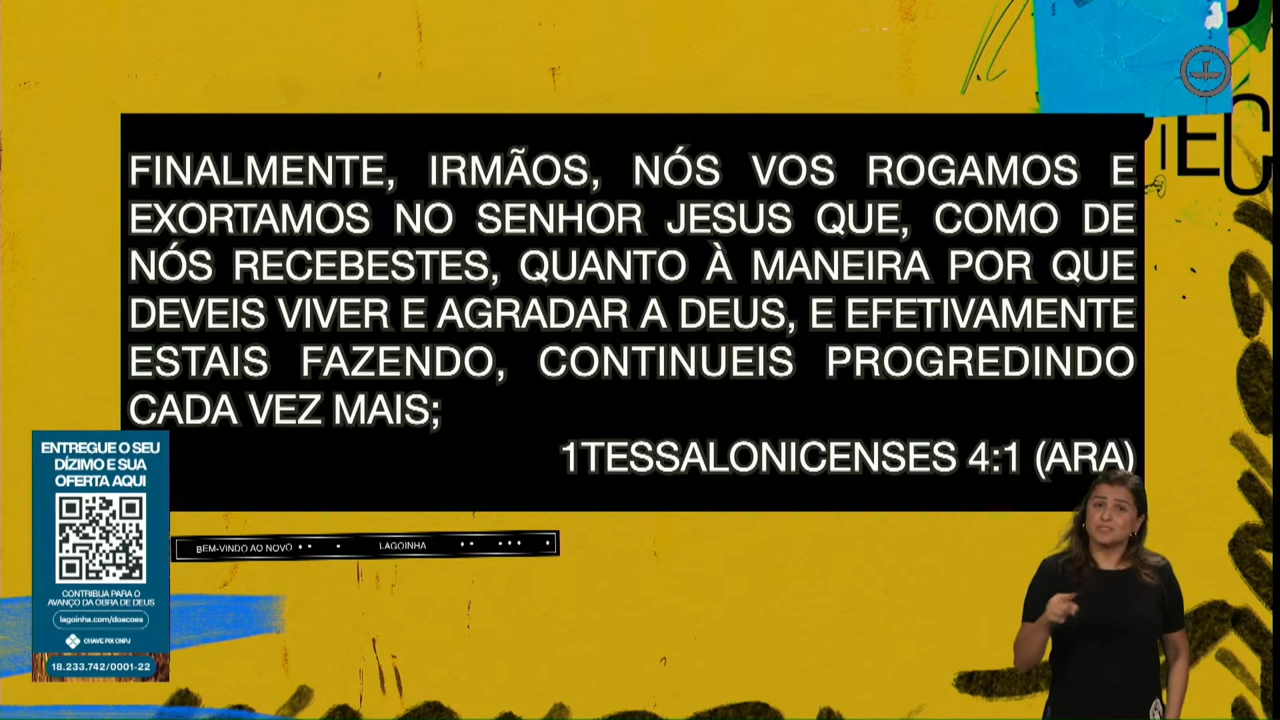 FINALMENTE, IRMÃOS, NÓS VOS ROGAMOS E
EXORTAMOS NO SENHOR JESUS QUE, COMO DE
NÓS RECEBESTES, QUANTO À MANEIRA POR QUE
DEVEIS VIVER E AGRADAR A DEUS, E EFETIVAMENTE
ESTAIS FAZENDO, CONTINUEIS PROGREDINDO
CADA VEZ MAIS;
1TESSALONICENSES 4:1 (ARA)
ENTREGUE O SEU
DÍZIMO E SUA
OFERTA AQUI
CONTRIBUA PARA O
AVANÇO DA OBRA DE DEUS
lagoinha.com/doacoes
CHAVE PIX CNPJ
18.233.742/0001-22
BEM-VINDO AO NOVO
LAGOINHA